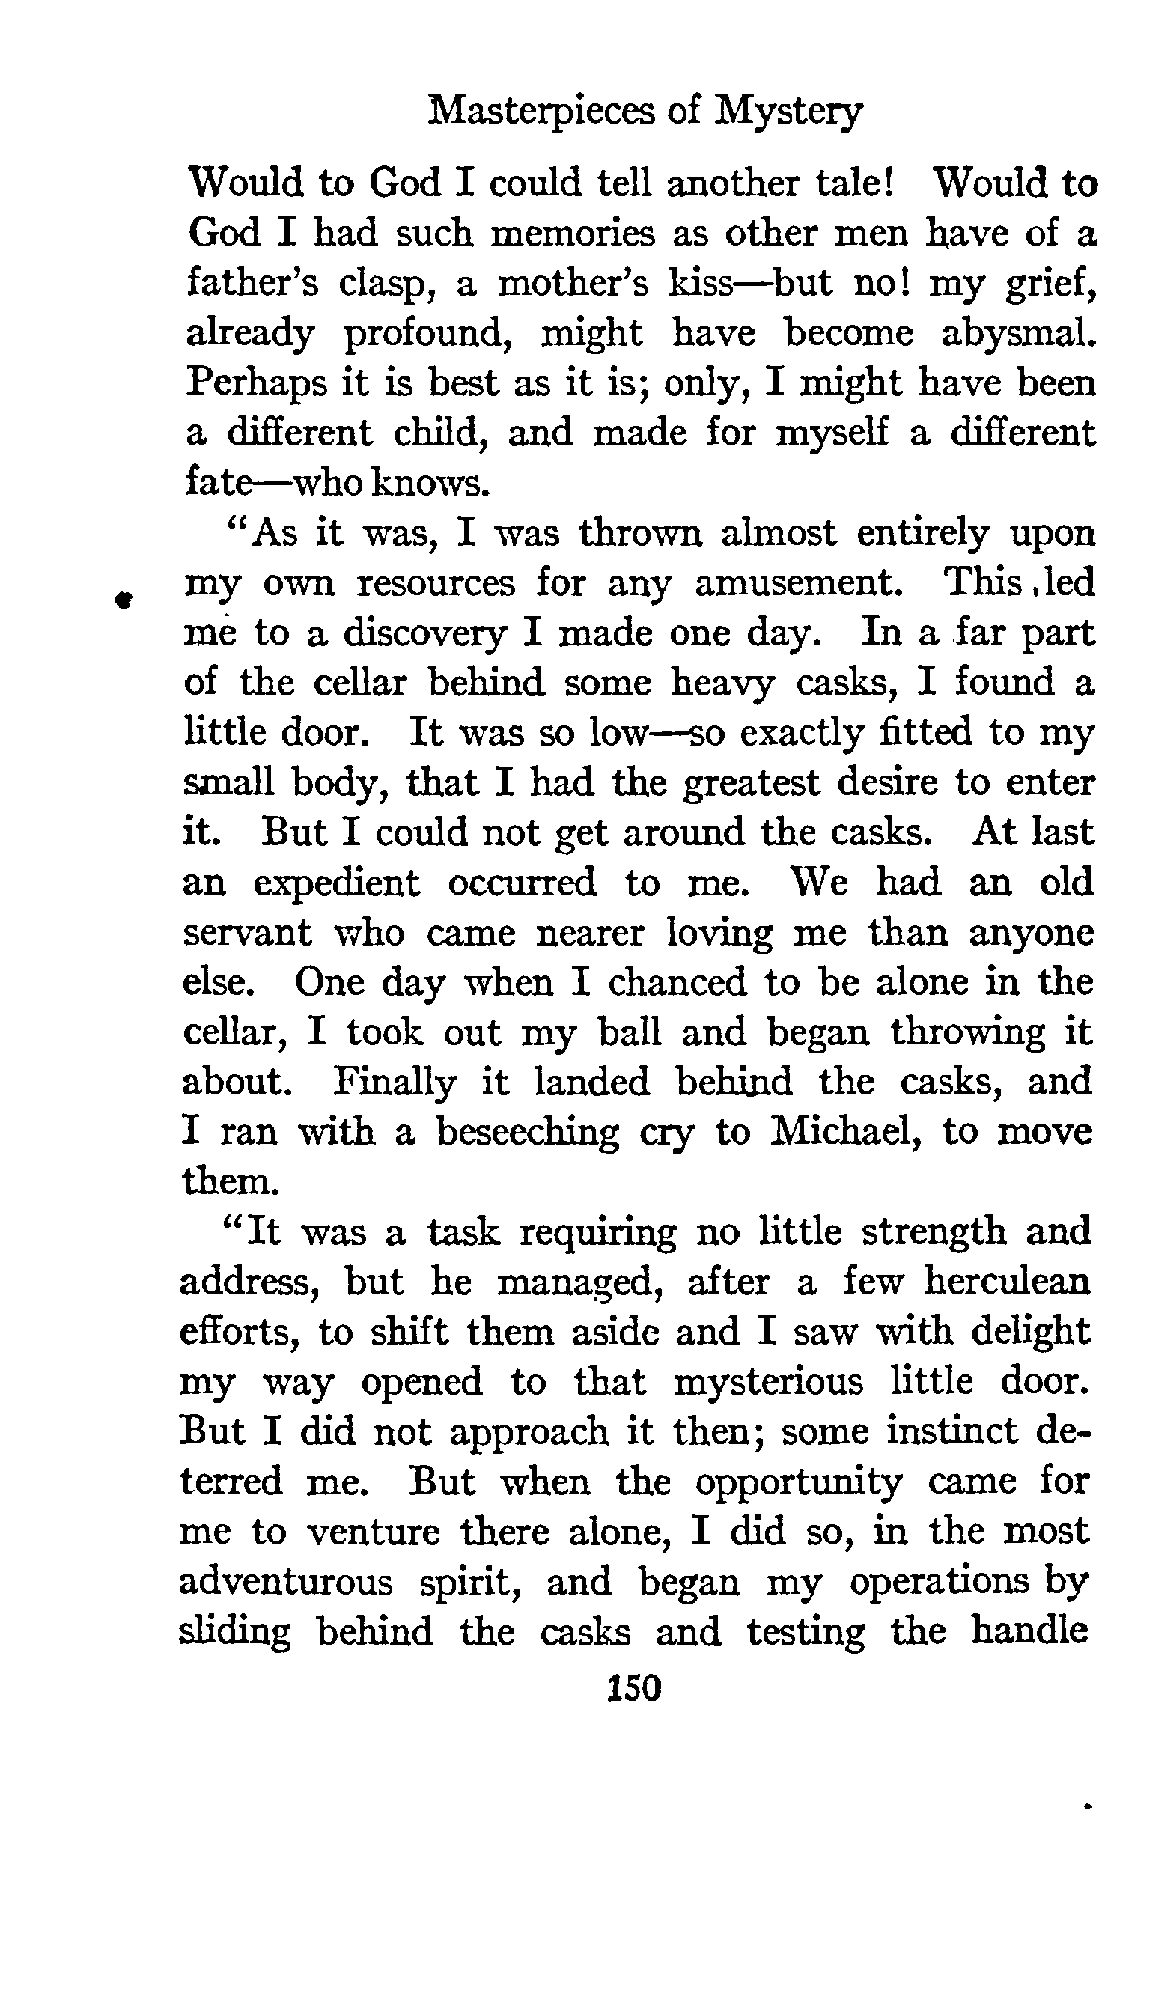 Masterpieces of Mystery
Would to God I could tell another tale! Would to
God I had such memories as other men have of a
father's clasp, a mother's kiss—but no! my grief,
already profound, might have become abysmal.
Perhaps it is best as it is; only, I might have been
a different child, and made for myself a different
fate—who knows.
"As it was, I was thrown almost entirely upon
my own resources for any amusement. This led
me to a discovery I made one day. In a far part
of the cellar behind some heavy casks, I found a
little door. It was so low—so exactly fitted to my
small body, that I had the greatest desire to enter
it. But I could not get around the casks. At last
an expedient occurred to me. We had an old
servant who came nearer loving me than anyone
else. One day when I chanced to be alone in the
cellar, I took out my ball and began throwing it
about. Finally it landed behind the casks, and
I ran with a beseeching cry to Michael, to move
them.
"It was a task requiring no little strength and
address, but he managed, after a few herculean
efforts, to shift them aside and I saw with delight
my way opened to that mysterious little door.
But I did not approach it then; some instinct de-
terred me. But when the opportunity came for
me to venture there alone, I did so, in the most
adventurous spirit, and began my operations by
sliding behind the casks and testing the handle
150